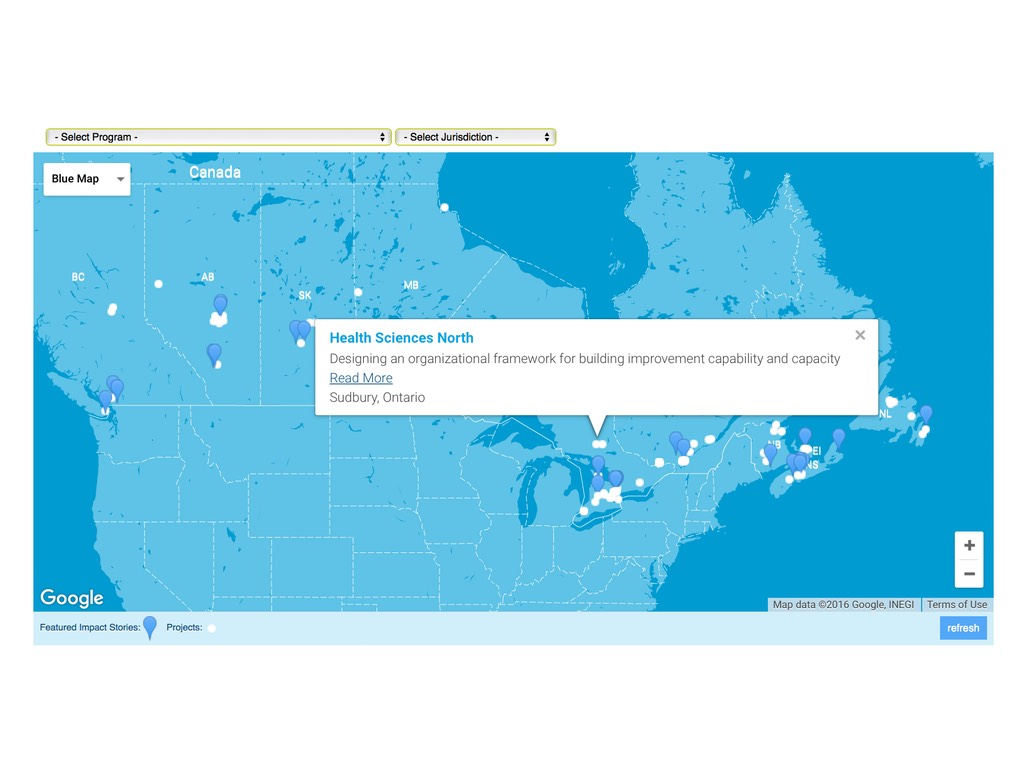 - Select Program -
- Select Jurisdiction -
Blue Map
Canada
BC
AB
SK
MB
Health Sciences North
Designing an organizational framework for building improvement capability and capacity
Read More
Sudbury, Ontario
NL
NB
PEI
NS
Google
Map data ©2016 Google, INEGI
Terms of Use
Featured Impact Stories:
Projects:
refresh